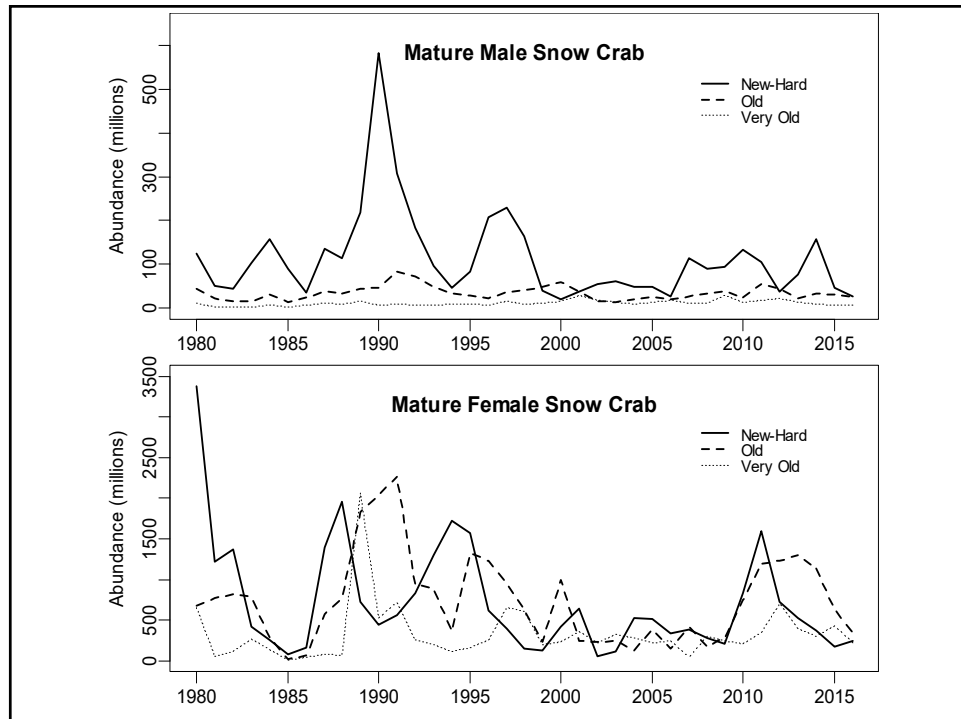 Mature Male Snow Crab
Abundance (millions)
500
300
100
0
New-Hard
Old
Very Old
1980 1985 1990 1995 2000 2005 2010 2015
Mature Female Snow Crab
Abundance (millions)
3500
2500
1500
500
0
New-Hard
Old
Very Old
1980 1985 1990 1995 2000 2005 2010 2015